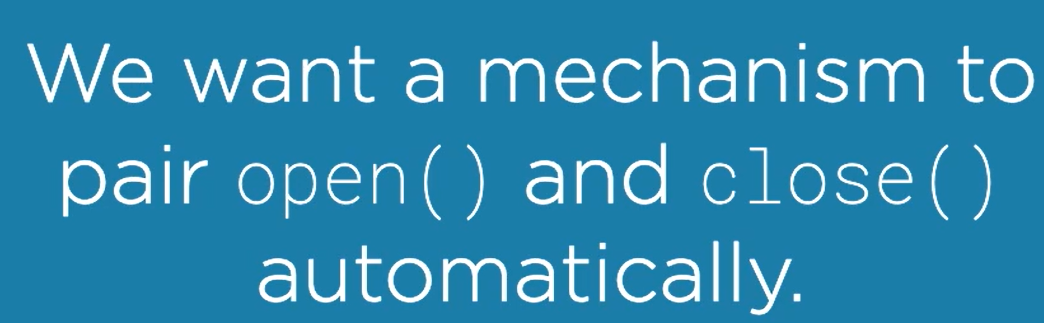 We want a mechanism to
pair open() and close()
automatically.